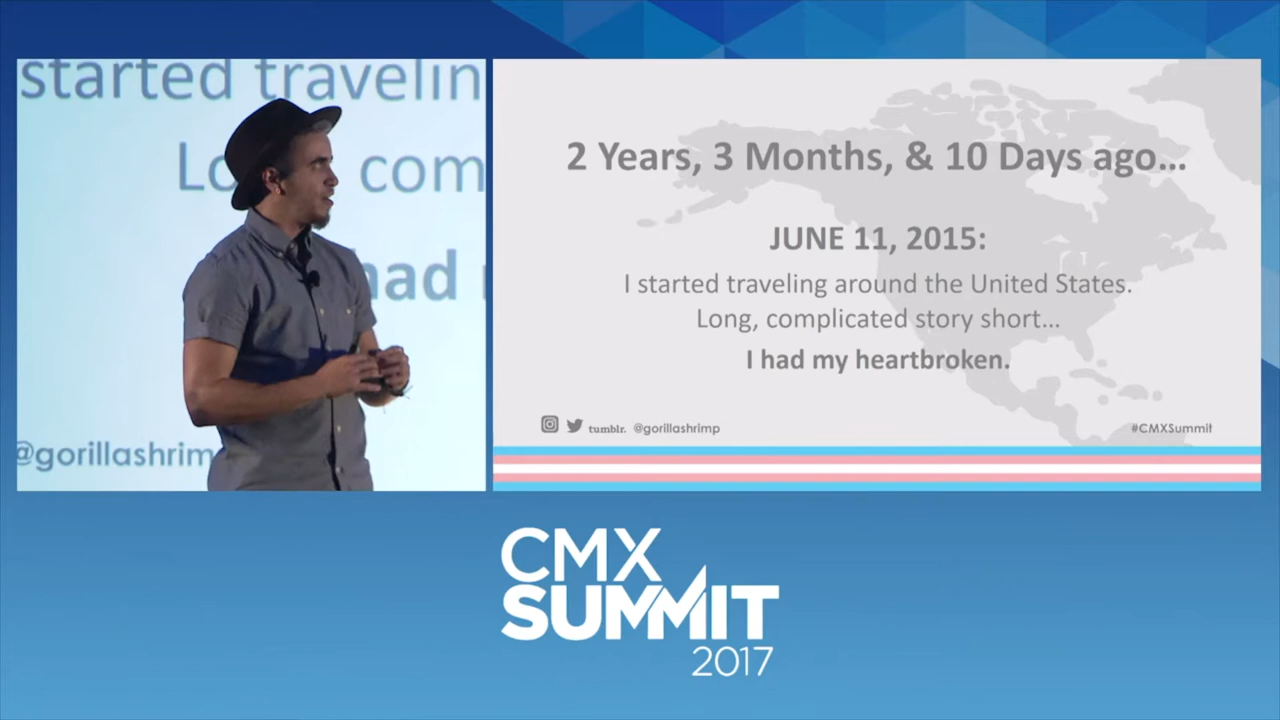 started travelin
Lo com
had
@gorillashrim
2 Years, 3 Months, & 10 Days ago…
JUNE 11, 2015:
I started traveling around the United States.
Long, complicated story short…
I had my heartbroken.
tumblr. @gorillashrimp
#CMXSummit
CMX
SUMMIT
2017